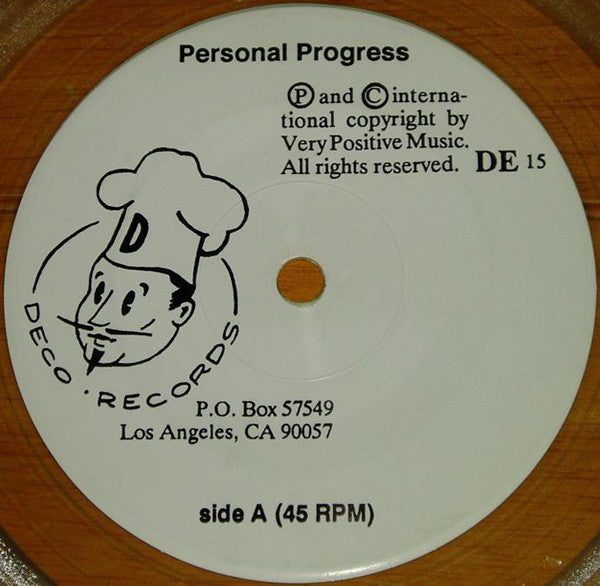 Personal Progress
Ⓟ and Ⓒ interna-
tional copyright by
Very Positive Music.
All rights reserved. DE 15
D
DECO · RECORDS
P.O. Box 57549
Los Angeles, CA 90057
side A (45 RPM)